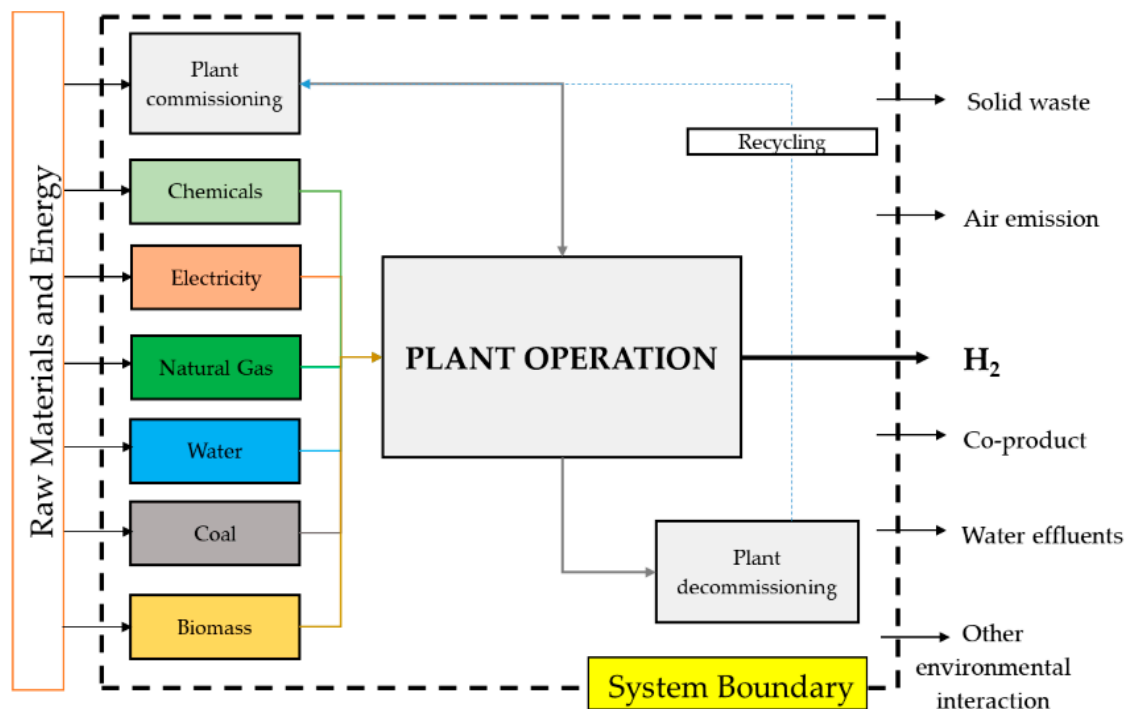 Raw Materials and Energy
Plant
commissioning
Chemicals
Electricity
Natural Gas
Water
Coal
Biomass
PLANT OPERATION
Recycling
Plant
decommissioning
System Boundary
Solid waste
Air emission
H₂
Co-product
Water effluents
Other
environmental
interaction